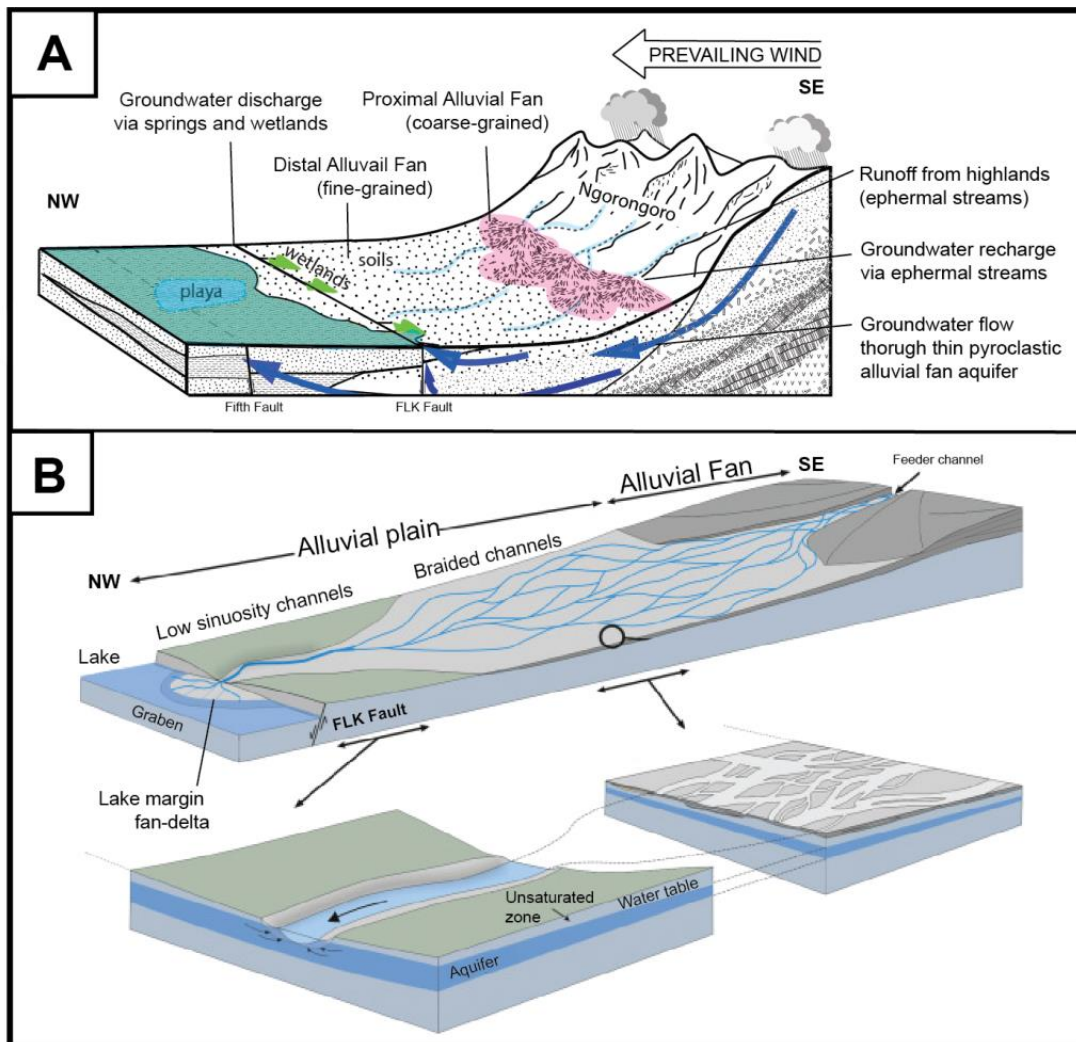 A
PREVAILING WIND
SE
Groundwater discharge
via springs and wetlands
Proximal Alluvial Fan
(coarse-grained)
Distal Alluvail Fan
(fine-grained)
NW
Ngorongoro
Runoff from highlands
(ephermal streams)
wetlands
soils
Groundwater recharge
via ephermal streams
playa
Groundwater flow
thorugh thin pyroclastic
alluvial fan aquifer
Fifth Fault
FLK Fault
B
Alluvial Fan
SE
Feeder channel
Alluvial plain
Braided channels
NW
Low sinuosity channels
Lake
Graben
FLK Fault
Lake margin
fan-delta
Unsaturated
zone
Water table
Aquifer